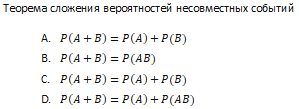 Теорема сложения вероятностей несовместных событий
A. P(A + B) = P(A) + P(B)
B. P(A + B) = P(AB)
C. P(A + B) = P(A) + P(B)
D. P(A + B) = P(A) + P(AB)